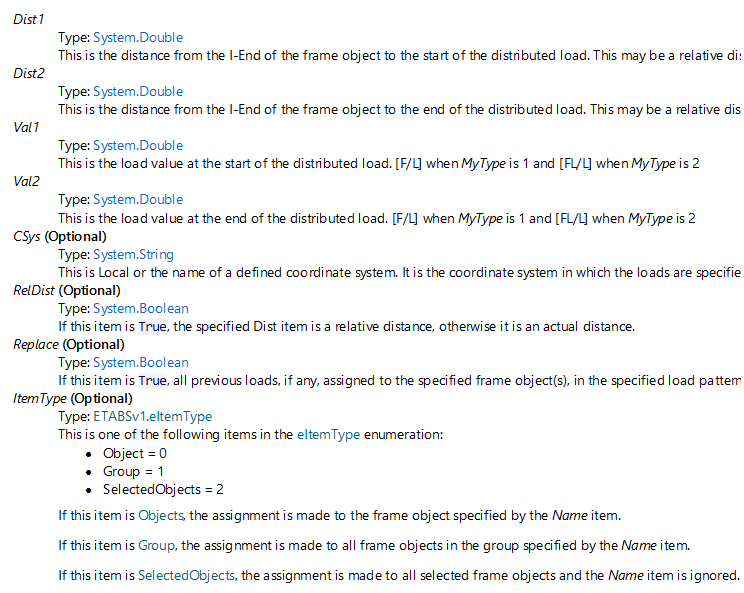 Dist1
Type: System.Double
This is the distance from the I-End of the frame object to the start of the distributed load. This may be a relative
Dist2
Type: System.Double
This is the distance from the I-End of the frame object to the end of the distributed load. This may be a relative
Val1
Type: System.Double
This is the load value at the start of the distributed load. [F/L] when MyType is 1 and [FL/L] when MyType is 2
Val2
Type: System.Double
This is the load value at the end of the distributed load. [F/L] when MyType is 1 and [FL/L] when MyType is 2
CSys (Optional)
Type: System.String
This is Local or the name of a defined coordinate system. It is the coordinate system in which the loads are
RelDist (Optional)
Type: System.Boolean
If this item is True, the specified Dist item is a relative distance, otherwise it is an actual distance.
Replace (Optional)
Type: System.Boolean
If this item is True, all previous loads, if any, assigned to the specified frame object(s), in the specified load
ItemType (Optional)
Type: ETABSv1.eItemType
This is one of the following items in the eItemType enumeration:
• Object = 0
• Group = 1
• SelectedObjects = 2
If this item is Objects, the assignment is made to the frame object specified by the Name item.
If this item is Group, the assignment is made to all frame objects in the group specified by the Name item.
If this item is SelectedObjects, the assignment is made to all selected frame objects and the Name item is ignored.